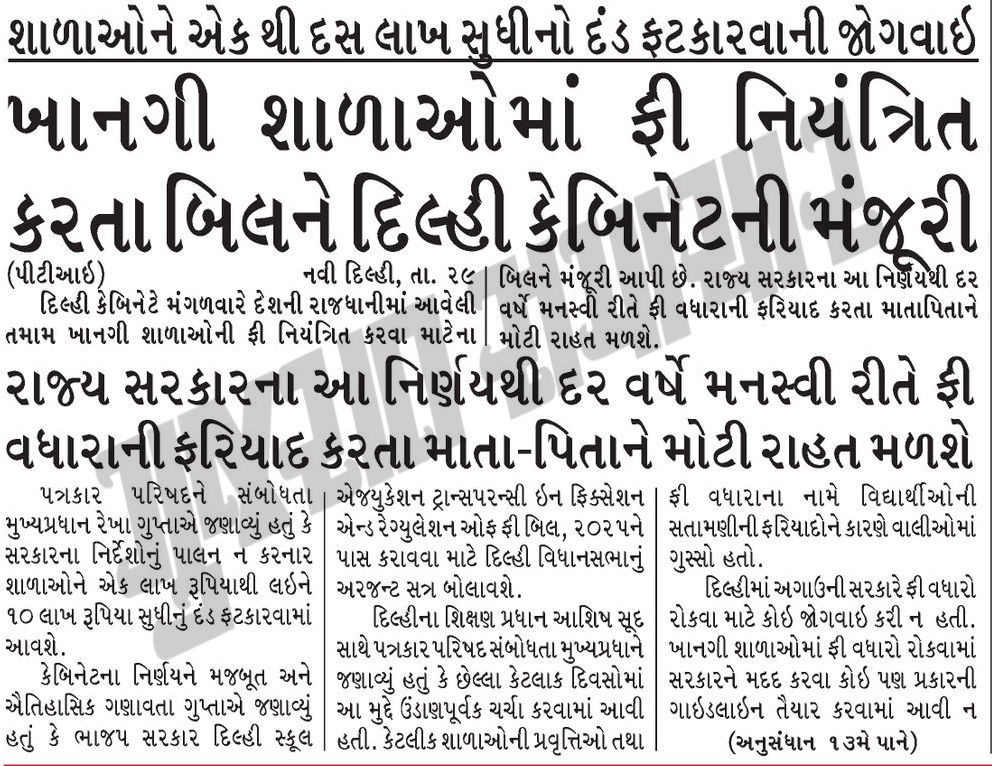 શાળાઓને એક થી દસ લાખ સુધીનો દંડ ફટકારવાની જોગવાઇ
ખાનગી શાળાઓમાં ફી નિયંત્રિત
કરતા બિલને દિલ્હી કેબિનેટની મંજૂરી
(પીટીઆઇ) નવી દિલ્હી, તા. ૨૯
દિલ્હી કેબિનેટે મંગળવારે દેશની રાજધાનીમાં આવેલી
તમામ ખાનગી શાળાઓની ફી નિયંત્રિત કરવા માટેના
બિલને મંજૂરી આપી છે. રાજ્ય સરકારના આ નિર્ણયથી દર
વર્ષે મનસ્વી રીતે ફી વધારાની ફરિયાદ કરતા માતાપિતાને
મોટી રાહત મળશે.
રાજ્ય સરકારના આ નિર્ણયથી દર વર્ષે મનસ્વી રીતે ફી
વધારાની ફરિયાદ કરતા માતા-પિતાને મોટી રાહત મળશે
પત્રકાર પરિષદને સંબોધતા
મુખ્યપ્રધાન રેખા ગુપ્તાએ જણાવ્યું હતું કે
સરકારના નિર્દેશોનું પાલન ન કરનાર
શાળાઓને એક લાખ રૂપિયાથી લઇને
૧૦ લાખ રૂપિયા સુધીનું દંડ ફટકારવામાં
આવશે.
કેબિનેટના નિર્ણયને મજબૂત અને
ઐતિહાસિક ગણાવતા ગુપ્તાએ જણાવ્યું
હતું કે ભાજપ સરકાર દિલ્હી સ્કૂલ
એજયુકેશન ટ્રાન્સપરન્સી ઇન ફિક્સેશન
એન્ડ રેગ્યુલેશન ઓફ ફી બિલ, ૨૦૨૫ને
પાસ કરાવવા માટે દિલ્હી વિધાનસભાનું
અરજન્ટ સત્ર બોલાવશે.
દિલ્હીના શિક્ષણ પ્રધાન આશિષ સૂદ
સાથે પત્રકાર પરિષદ સંબોધતા મુખ્યપ્રધાને
જણાવ્યું હતું કે છેલ્લા કેટલાક દિવસોમાં
આ મુદ્દે ઉંડાણપૂર્વક ચર્ચા કરવામાં આવી
હતી. કેટલીક શાળાઓની પ્રવૃત્તિઓ તથા
ફી વધારાના નામે વિદ્યાર્થીઓની
સતામણીની ફરિયાદોને કારણે વાલીઓમાં
ગુસ્સો હતો.
દિલ્હીમાં અગાઉની સરકારે ફી વધારો
રોકવા માટે કોઇ જોગવાઇ કરી ન હતી.
ખાનગી શાળાઓમાં ફી વધારો રોકવામાં
સરકારને મદદ કરવા કોઇ પણ પ્રકારની
ગાઇડલાઇન તૈયાર કરવામાં આવી ન
(અનુસંધાન ૧૩મે પાને)
ગુજરાત સમાચાર